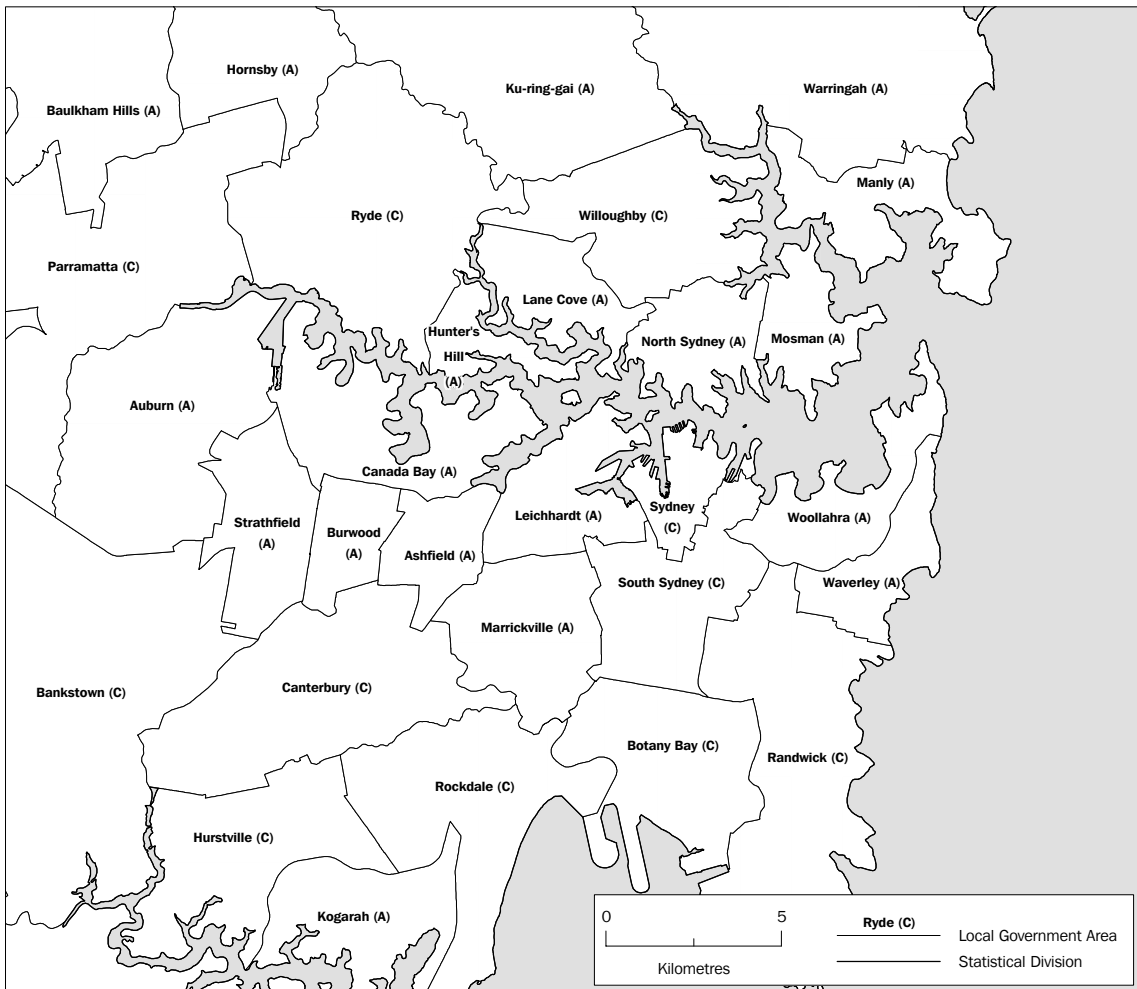 Hornsby (A)
Ku-ring-gai (A)
Warringah (A)
Baulkham Hills (A)
Manly (A)
Ryde (C)
Willoughby (C)
Parramatta (C)
Lane Cove (A)
Hunter's
Hill
(A)
North Sydney (A)
Mosman (A)
Auburn (A)
Canada Bay (A)
Strathfield
(A)
Burwood
(A)
Ashfield (A)
Leichhardt (A)
Sydney
(C)
Woollahra (A)
South Sydney (C)
Waverley (A)
Marrickville (A)
Bankstown (C)
Canterbury (C)
Botany Bay (C)
Randwick (C)
Rockdale (C)
Hurstville (C)
Kogarah (A)
0 5
Kilometres
Ryde (C)
Local Government Area
Statistical Division